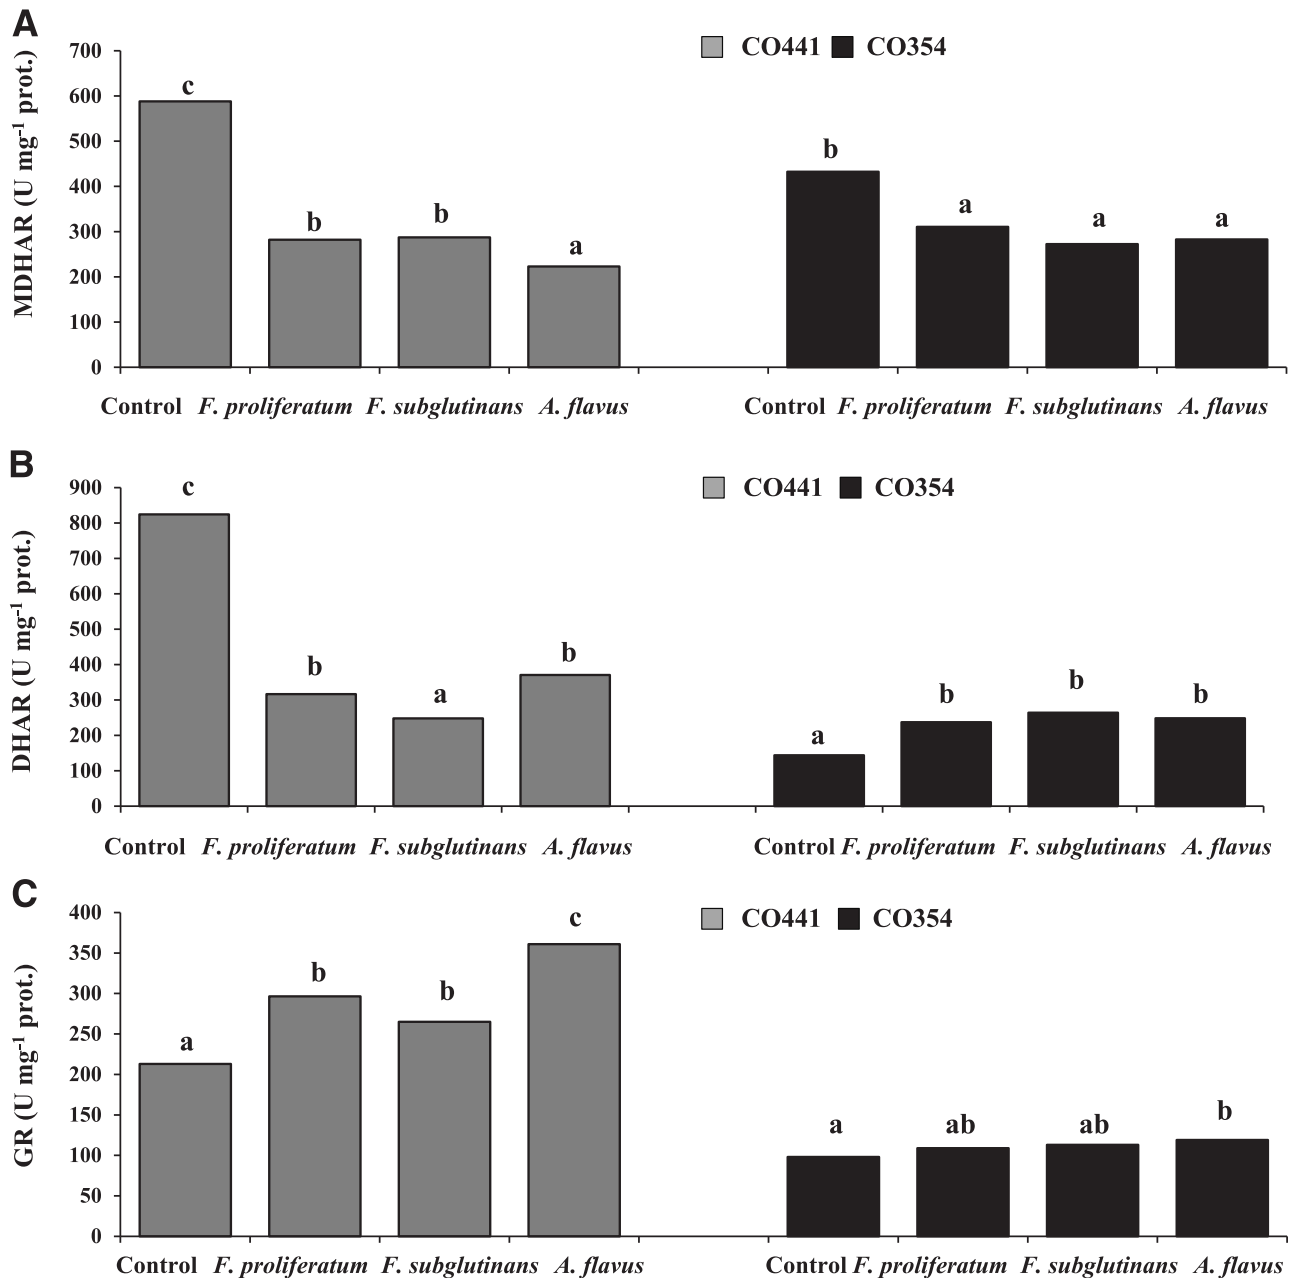 A
CO441 CO354
MDHAR (U mg-1 prot.)
700
600
500
400
300
200
100
0
c
b
b
a
b
a
a
a
Control F. proliferatum F. subglutinans A. flavus Control F. proliferatum F. subglutinans A. flavus
B
CO441 CO354
DHAR (U mg-1 prot.)
900
800
700
600
500
400
300
200
100
0
c
b
a
b
a
b
b
b
Control F. proliferatum F. subglutinans A. flavus Control F. proliferatum F. subglutinans A. flavus
C
CO441 CO354
GR (U mg-1 prot.)
400
350
300
250
200
150
100
50
0
a
b
b
c
a
ab
ab
b
Control F. proliferatum F. subglutinans A. flavus Control F. proliferatum F. subglutinans A. flavus